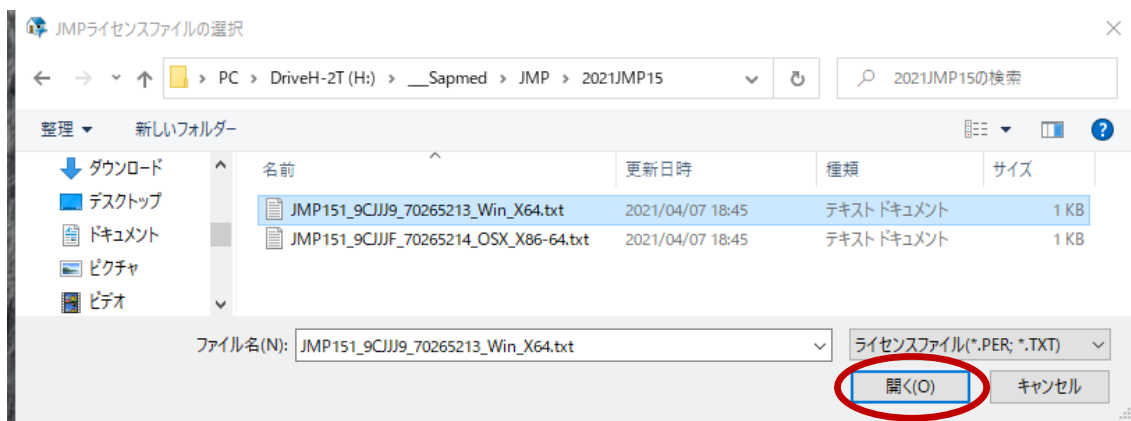 JMPライセンスファイルの選択
PC > DriveH-2T (H:) > __Sapmed > JMP > 2021JMP15
2021JMP15の検索
整理 新しいフォルダー
ダウンロード
デスクトップ
ドキュメント
ピクチャ
ビデオ
名前 更新日時 種類 サイズ
JMP151_9CJJJ9_70265213_Win_X64.txt 2021/04/07 18:45 テキスト ドキュメント 1 KB
JMP151_9CJJJF_70265214_OSX_X86-64.txt 2021/04/07 18:45 テキスト ドキュメント 1 KB
ファイル名(N): JMP151_9CJJJ9_70265213_Win_X64.txt ライセンスファイル(*.PER; *.TXT)
開く(O) キャンセル